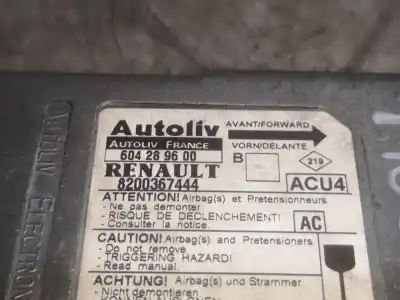 Autoliv
AVANT/FORWARD
AUTOLIV FRANCE
VORN/DELANTE
604 28 96 00
B
219
RENAULT
8200367444
ACU4
ATTENTION! Airbag(s) et Pretensionneurs
- Ne pas demonter
- RISQUE DE DECLENCHEMENT!
- Consulter la notice.
AC
CAUTION! Airbag(s) and Pretensioners
- Do not remove
- TRIGGERING HAZARD!
- Read manual.
ACHTUNG! Airbag(s) und Strammer
- Nicht demontieren
AUTOLIV